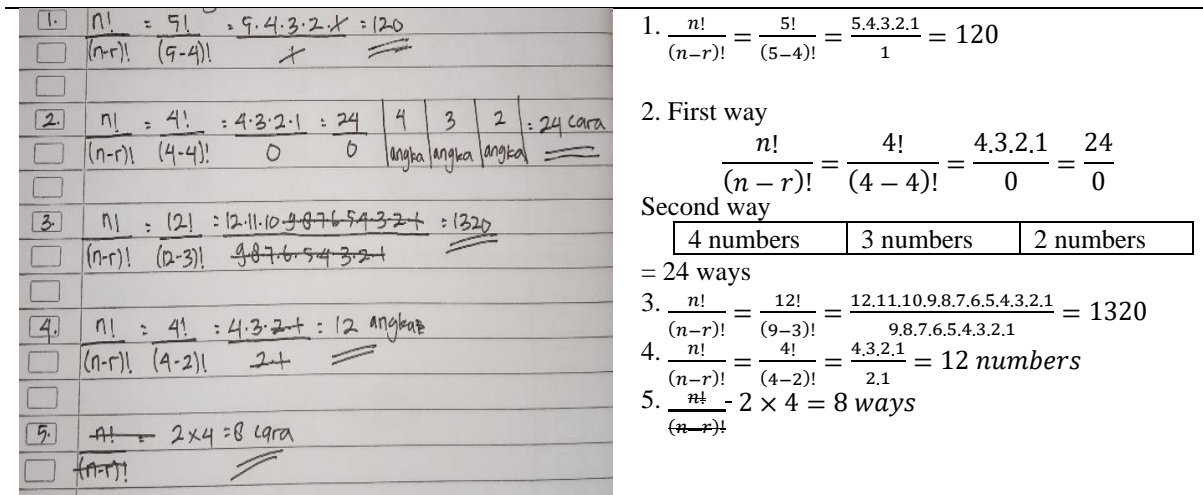 1. n!/(n-r)! = 5!/(5-4)! = 5.4.3.2.1/1 = 120
2. n!/(n-r)! = 4!/(4-4)! = 4.3.2.1/0 = 24/0 | 4 angka | 3 angka | 2 angka | = 24 cara
3. n!/(n-r)! = 12!/(12-3)! = 12.11.10.9.8.7.6.5.4.3.2.1/9.8.7.6.5.4.3.2.1 = 1320
4. n!/(n-r)! = 4!/(4-2)! = 4.3.2.1/2.1 = 12 angka
5. n!/(n-r)! = 2x4 = 8 cara
1. n!/(n−r)! = 5!/(5−4)! = 5.4.3.2.1/1 = 120
2. First way
n!/(n − r)! = 4!/(4 − 4)! = 4.3.2.1/0 = 24/0
Second way
4 numbers | 3 numbers | 2 numbers
= 24 ways
3. n!/(n−r)! = 12!/(9−3)! = 12.11.10.9.8.7.6.5.4.3.2.1/9.8.7.6.5.4.3.2.1 = 1320
4. n!/(n−r)! = 4!/(4−2)! = 4.3.2.1/2.1 = 12 numbers
5. n!/(n−r)! - 2 × 4 = 8 ways